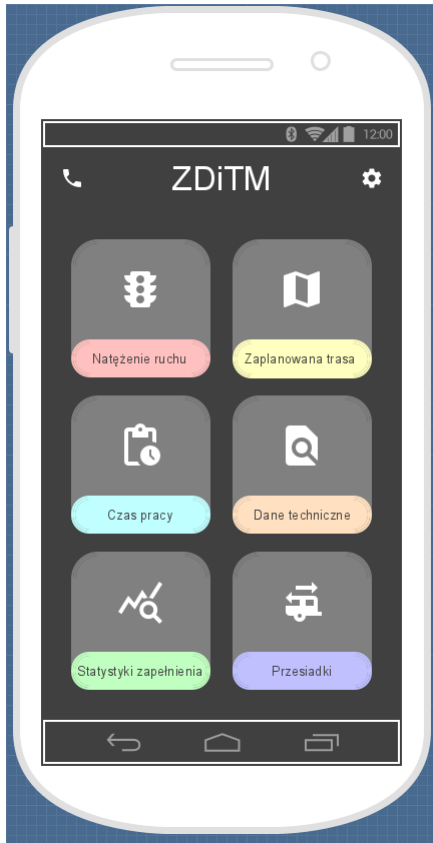 12:00
ZDiTM
Natężenie ruchu
Zaplanowana trasa
Czas pracy
Dane techniczne
Statystyki zapełnienia
Przesiadki